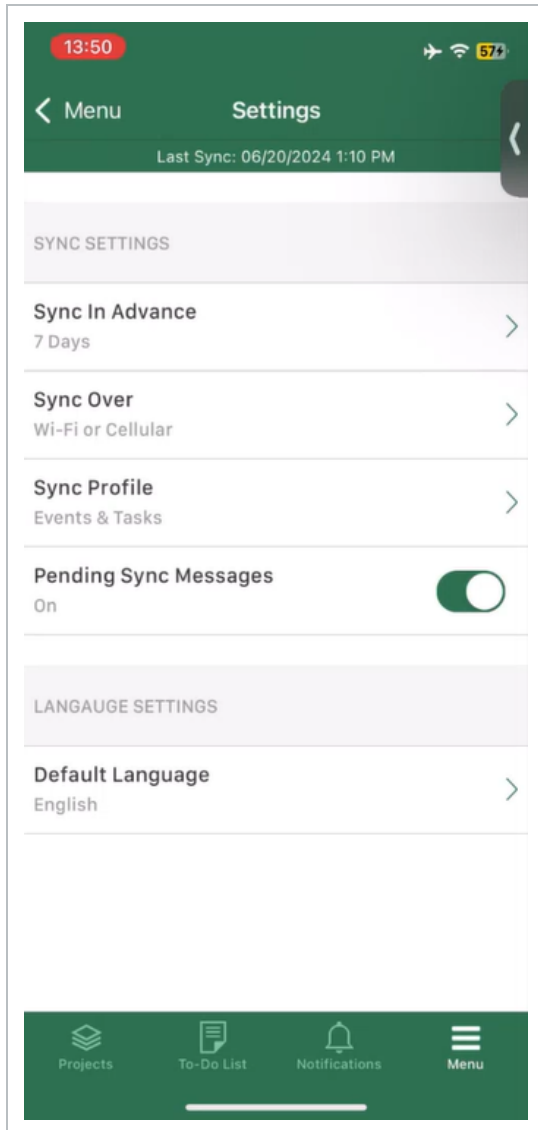 13:50
57
Menu
Settings
Last Sync: 06/20/2024 1:10 PM
SYNC SETTINGS
Sync In Advance
7 Days
Sync Over
Wi-Fi or Cellular
Sync Profile
Events & Tasks
Pending Sync Messages
On
LANGAUGE SETTINGS
Default Language
English
Projects
To-Do List
Notifications
Menu